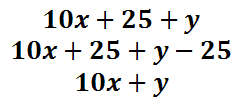 10x + 25 + y
10x + 25 + y − 25
10x + y